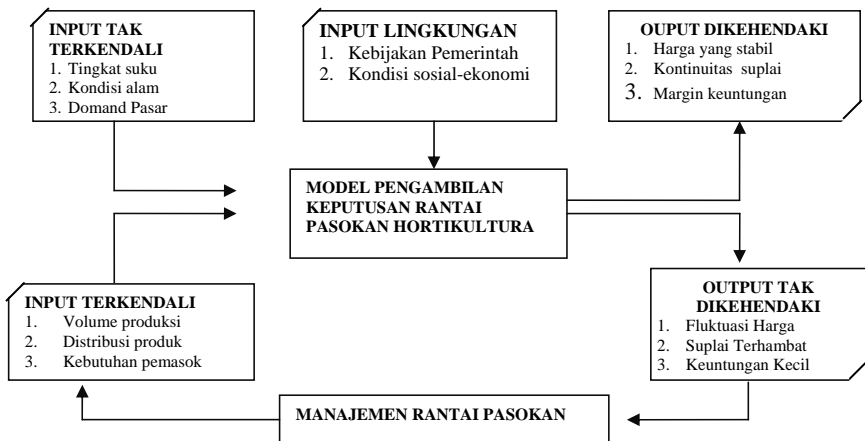 INPUT TAK
TERKENDALI
1. Tingkat suku
2. Kondisi alam
3. Domand Pasar
INPUT LINGKUNGAN
1. Kebijakan Pemerintah
2. Kondisi sosial-ekonomi
OUPUT DIKEHENDAKI
1. Harga yang stabil
2. Kontinuitas suplai
3. Margin keuntungan
MODEL PENGAMBILAN
KEPUTUSAN RANTAI
PASOKAN HORTIKULTURA
INPUT TERKENDALI
1. Volume produksi
2. Distribusi produk
3. Kebutuhan pemasok
OUTPUT TAK
DIKEHENDAKI
1. Fluktuasi Harga
2. Suplai Terhambat
3. Keuntungan Kecil
MANAJEMEN RANTAI PASOKAN